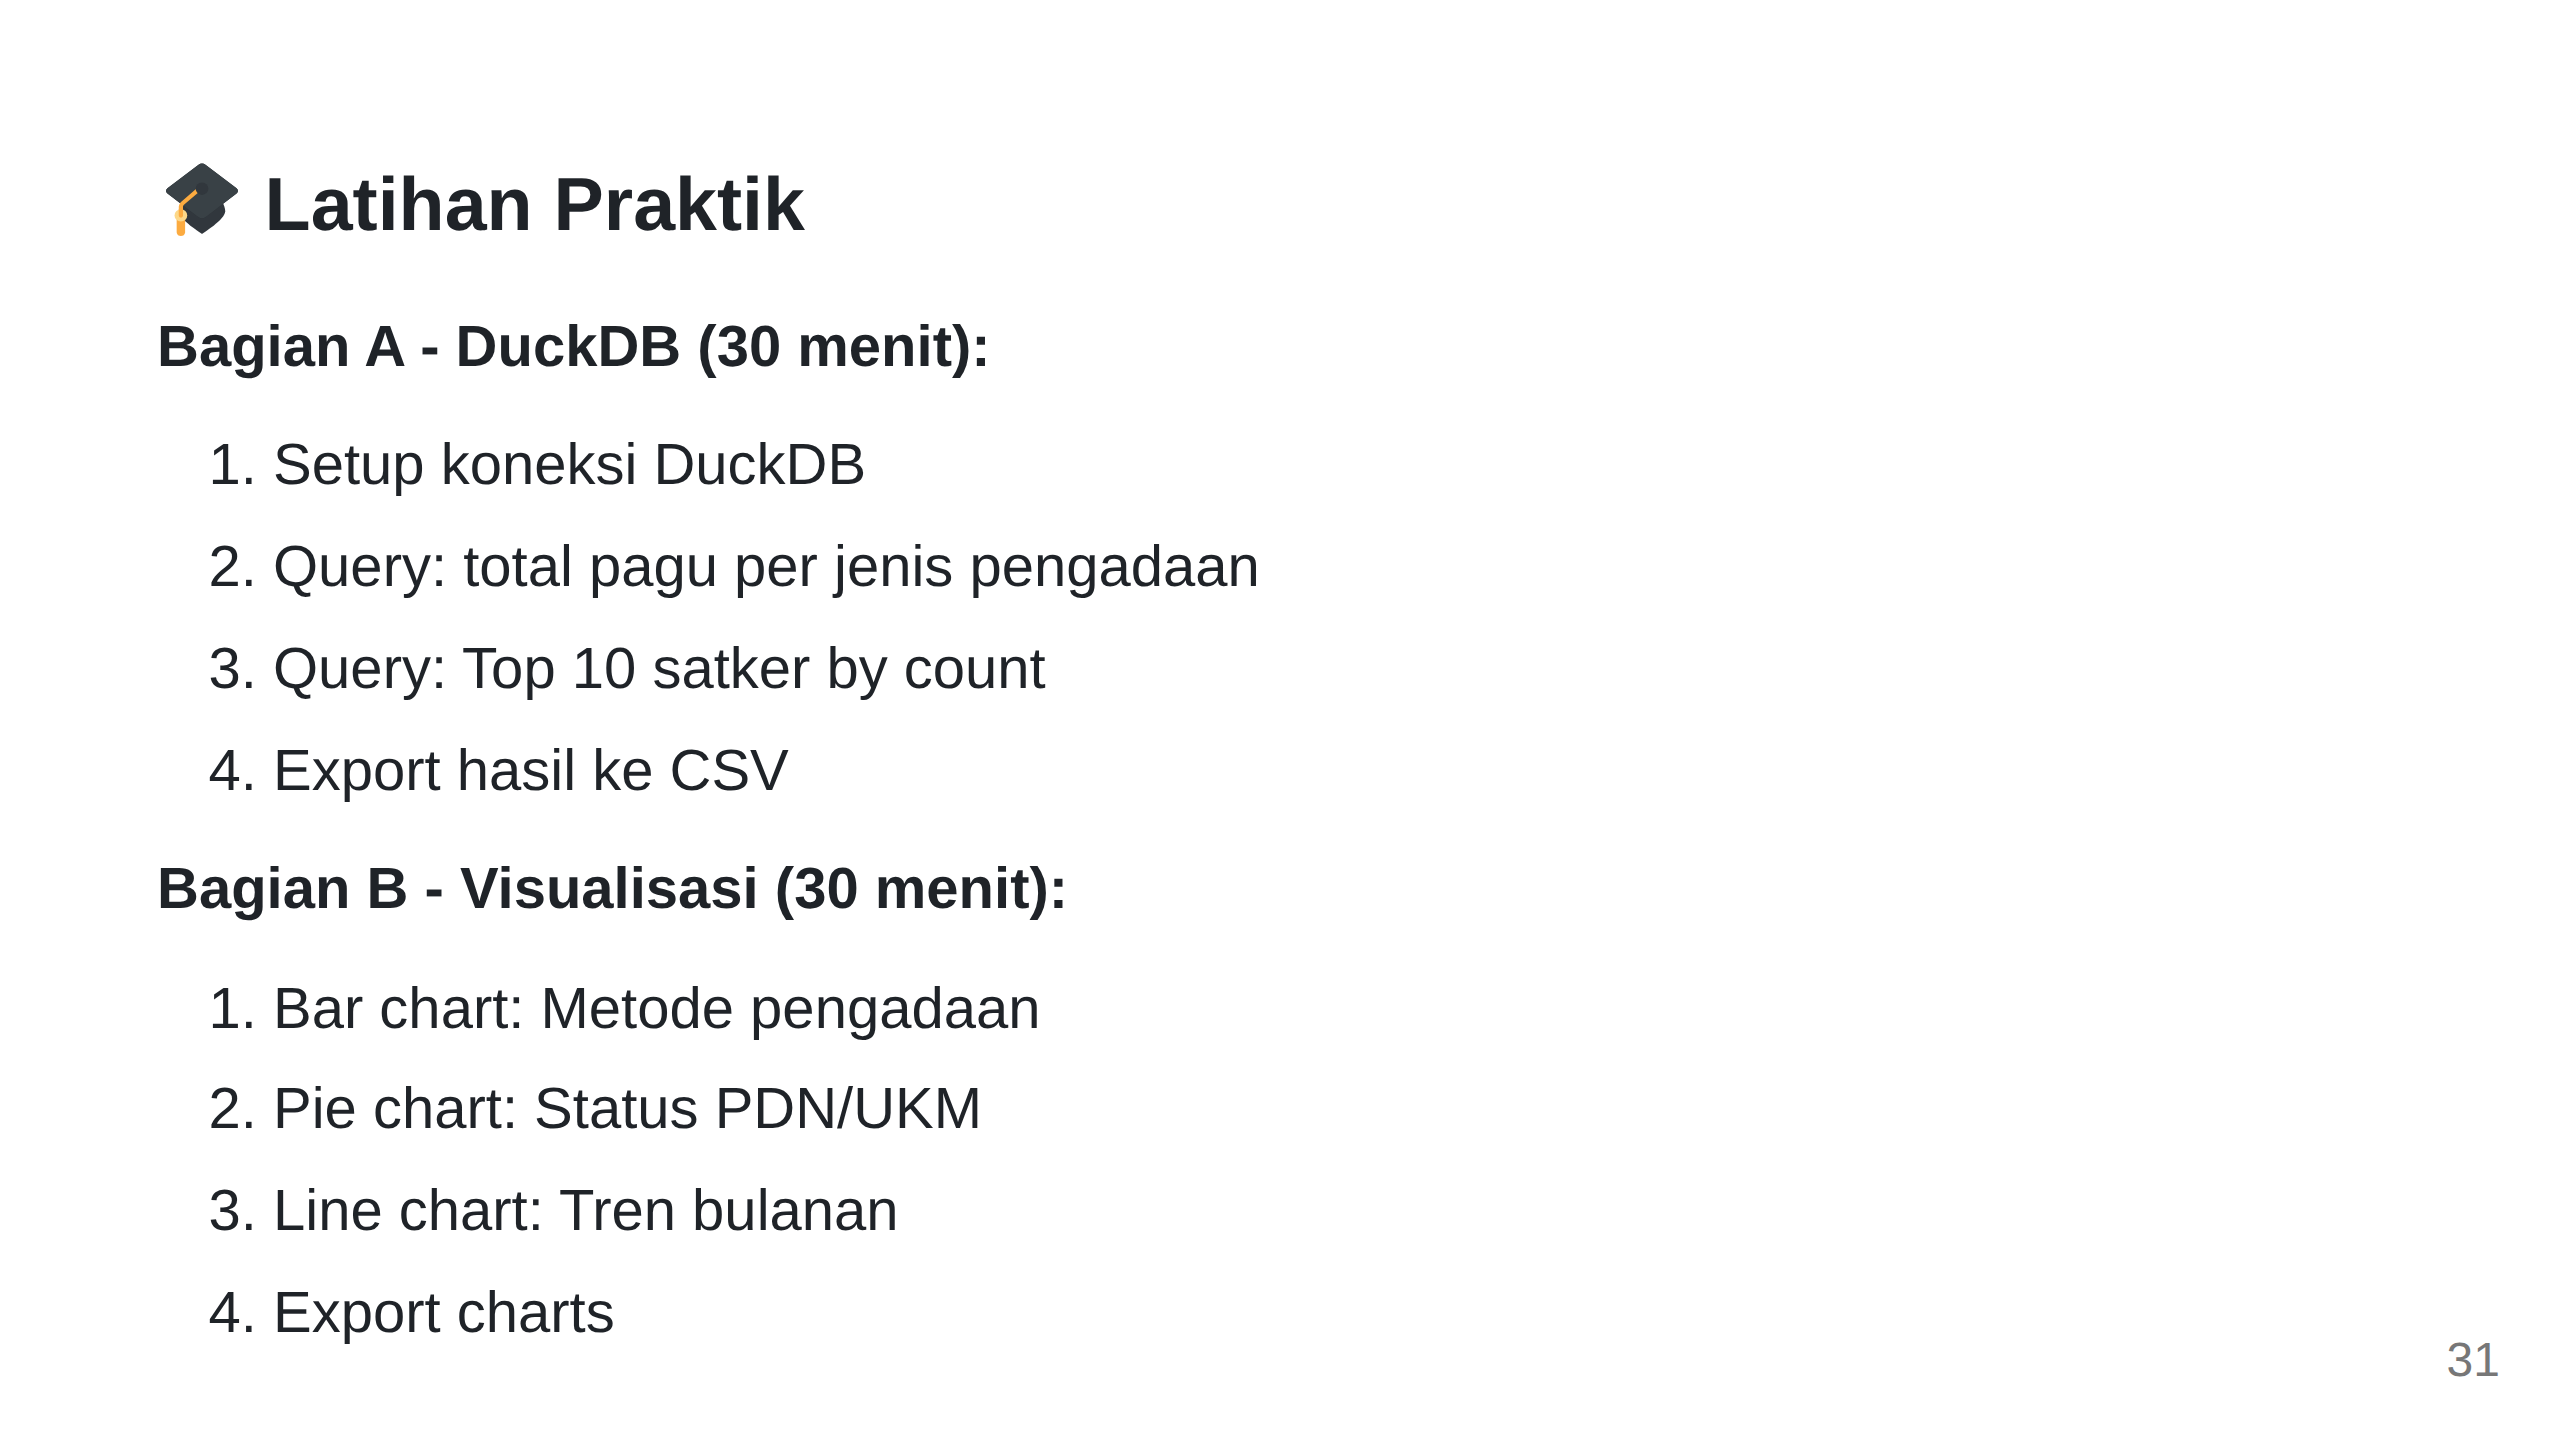 🎓 Latihan Praktik
Bagian A - DuckDB (30 menit):
1. Setup koneksi DuckDB
2. Query: total pagu per jenis pengadaan
3. Query: Top 10 satker by count
4. Export hasil ke CSV
Bagian B - Visualisasi (30 menit):
1. Bar chart: Metode pengadaan
2. Pie chart: Status PDN/UKM
3. Line chart: Tren bulanan
4. Export charts
31